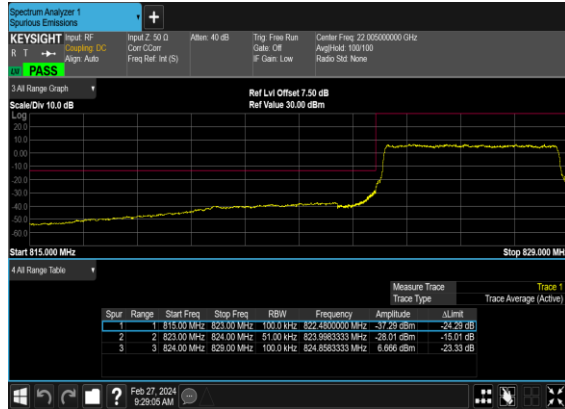 Spectrum Analyzer 1
Spurious Emissions
+
KEYSIGHT Input: RF Input Z: 50 Ω Atten: 40 dB Trig: Free Run Center Freq: 22.005000000 GHz
R T Coupling: DC Corr CCorr Gate: Off Avg|Hold: 100/100
Align: Auto Freq Ref: Int (S) IF Gain: Low Radio Std: None
LV PASS
3 All Range Graph
Ref Lvl Offset 7.50 dB
Scale/Div 10.0 dB Ref Value 30.00 dBm
Log
20.0
10.0
0.00
-10.0
-20.0
-30.0
-40.0
-50.0
-60.0
Start 815.000 MHz Stop 829.000 MH
4 All Range Table
Measure Trace Trace 1
Trace Type Trace Average (Active)
Spur Range Start Freq Stop Freq RBW Frequency Amplitude ΔLimit
1 1 815.00 MHz 823.00 MHz 100.0 kHz 822.4800000 MHz -37.29 dBm -24.29 dB
2 2 823.00 MHz 824.00 MHz 51.00 kHz 823.9983333 MHz -28.01 dBm -15.01 dB
3 3 824.00 MHz 829.00 MHz 100.0 kHz 824.8583333 MHz 6.666 dBm -23.33 dB
? Feb 27, 2024
9:29:05 AM